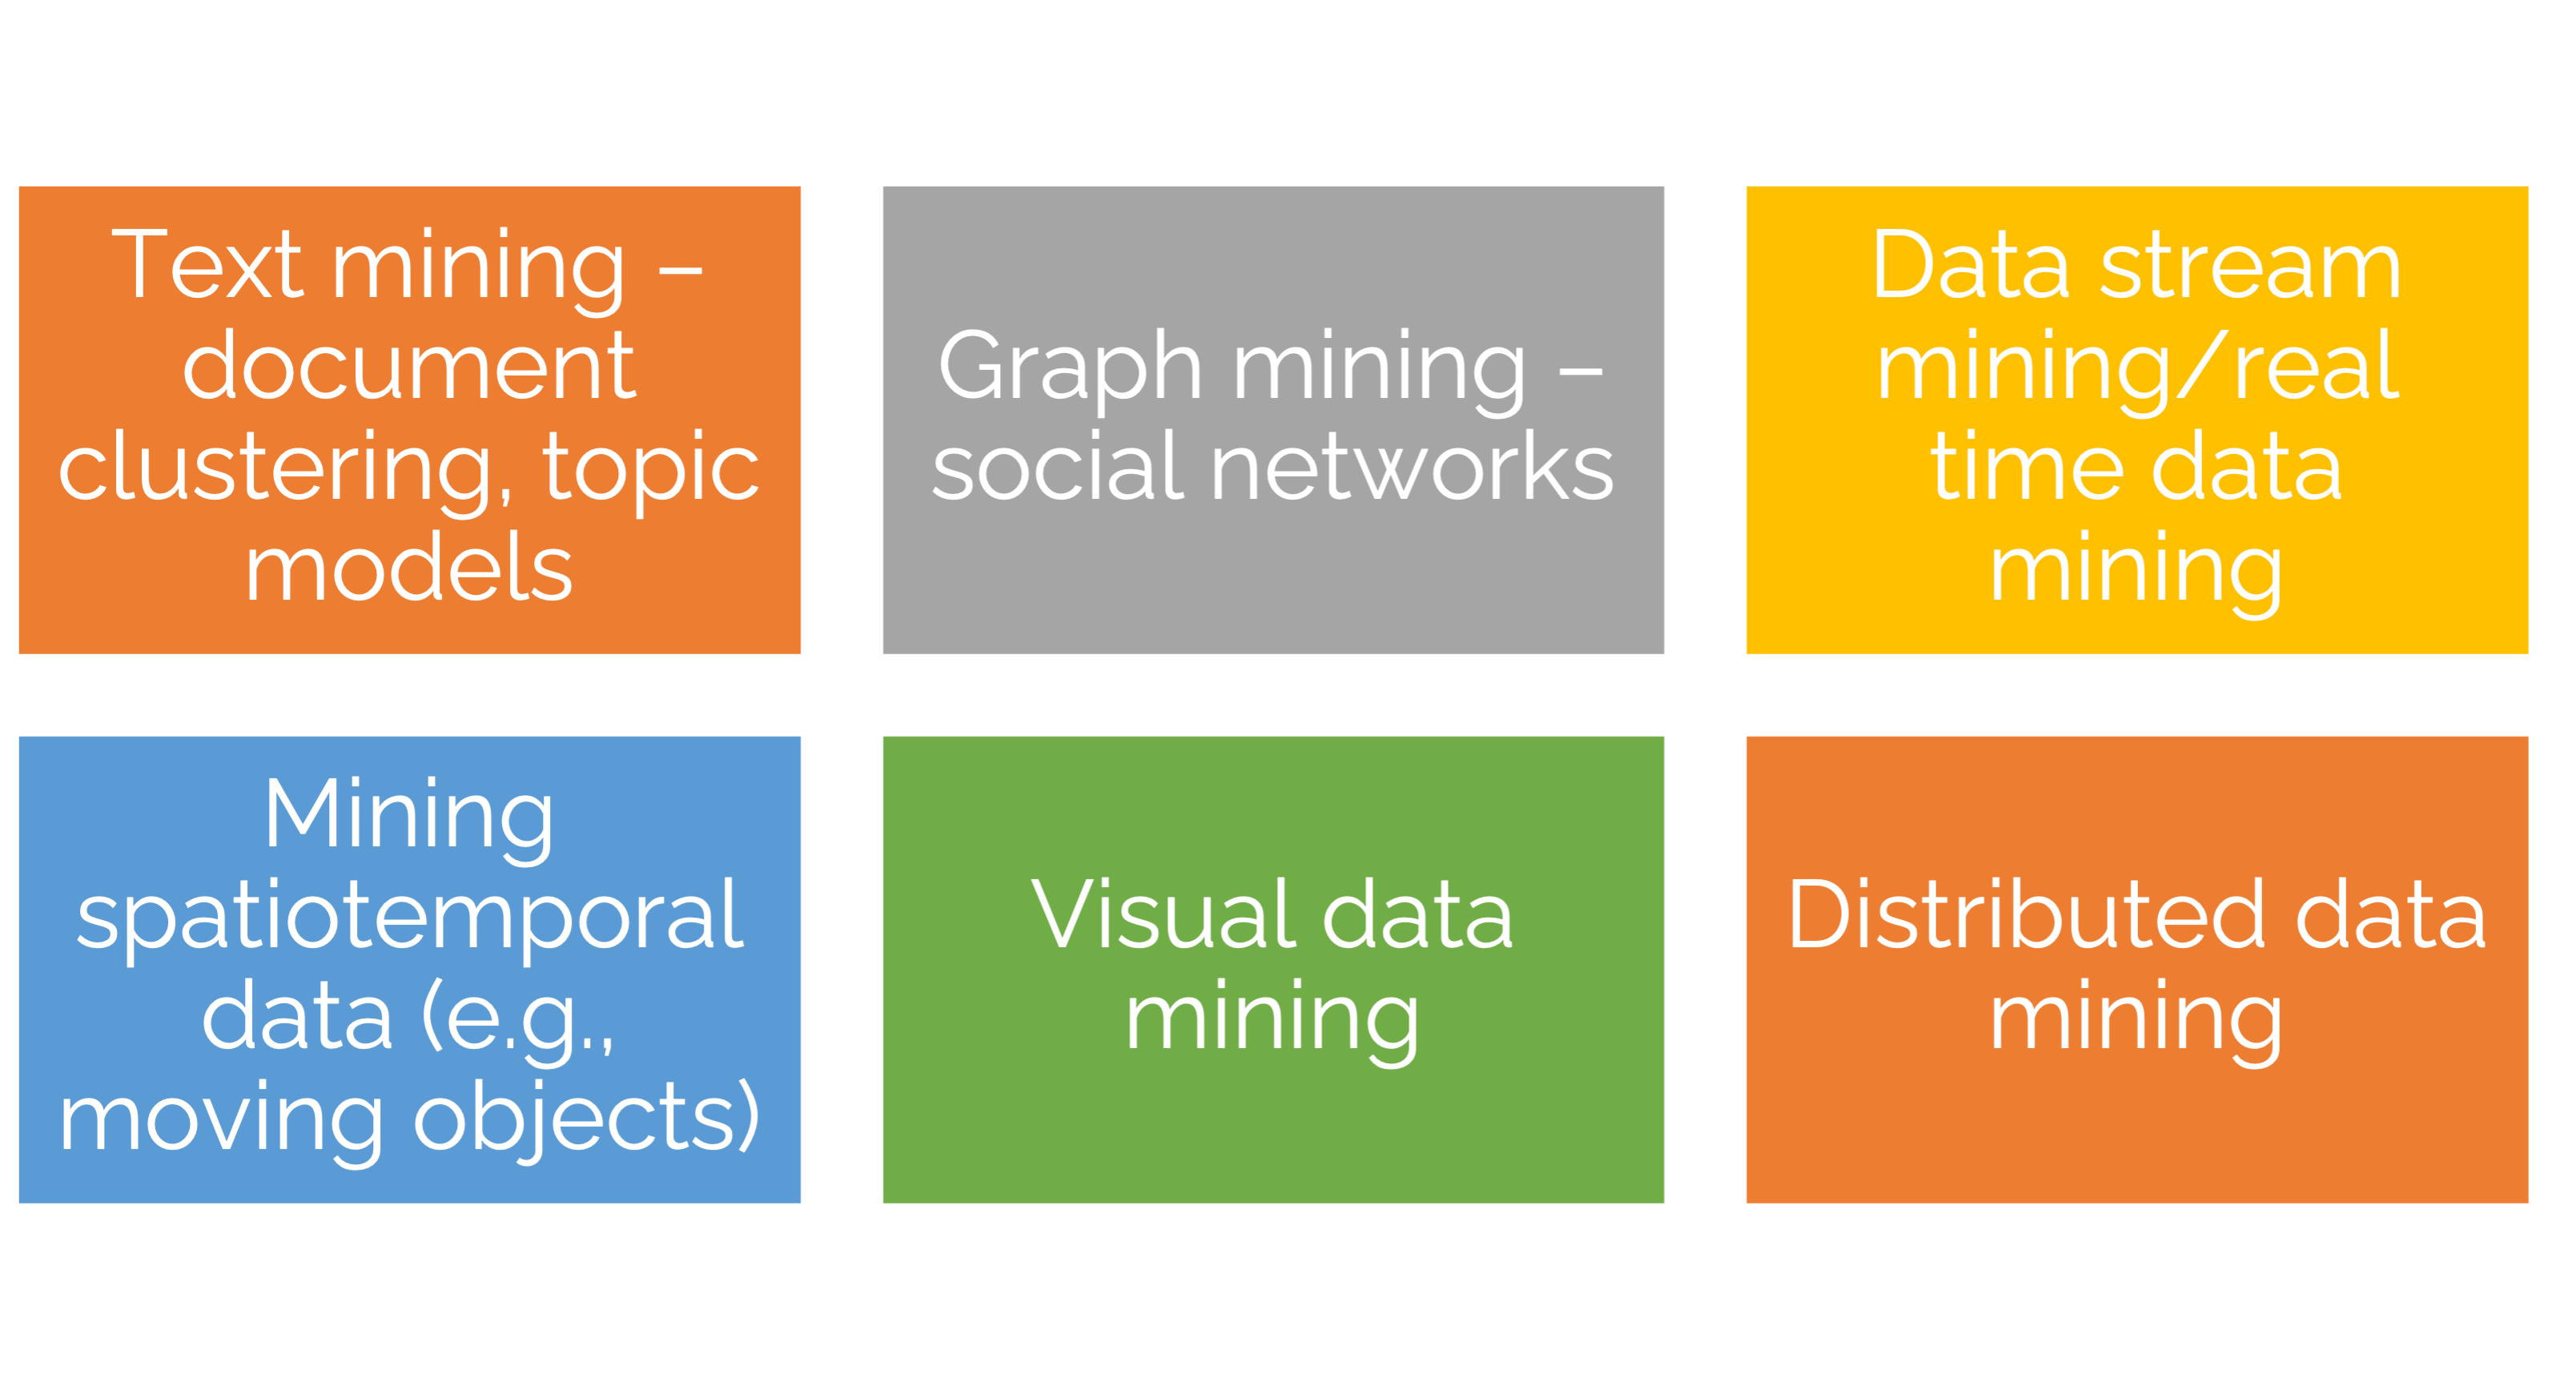 Text mining –
document
clustering, topic
models
Graph mining –
social networks
Data stream
mining/real
time data
mining
Mining
spatiotemporal
data (e.g.,
moving objects)
Visual data
mining
Distributed data
mining